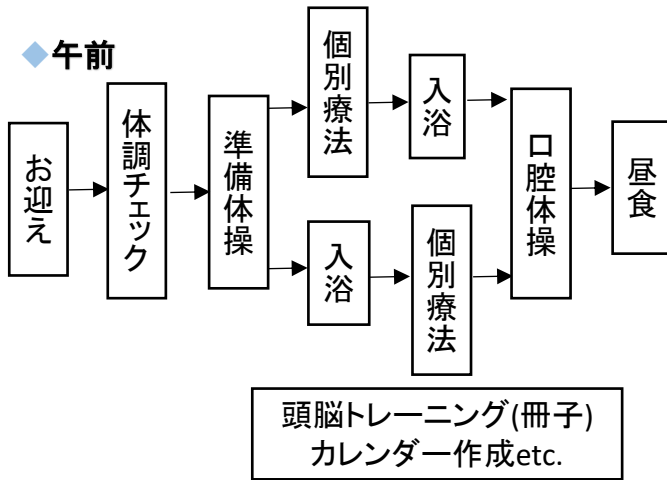 ◆午前
お迎え
体調チェック
準備体操
個別療法
入浴
入浴
個別療法
口腔体操
昼食
頭脳トレーニング(冊子)
カレンダー作成etc.